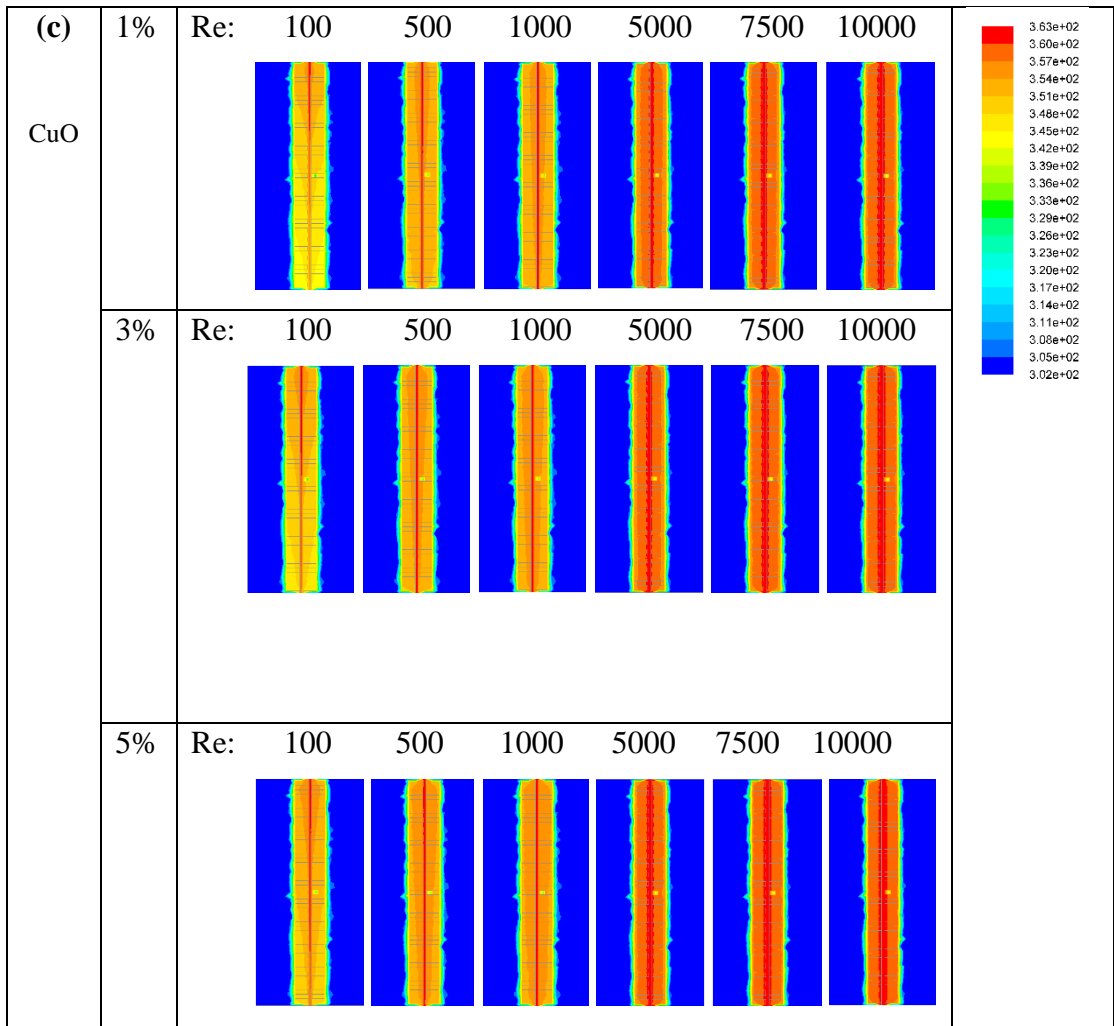 (c) 1% Re: 100 500 1000 5000 7500 10000
CuO
3% Re: 100 500 1000 5000 7500 10000
5% Re: 100 500 1000 5000 7500 10000
3.63e+02
3.60e+02
3.57e+02
3.54e+02
3.51e+02
3.48e+02
3.45e+02
3.42e+02
3.39e+02
3.36e+02
3.33e+02
3.29e+02
3.26e+02
3.23e+02
3.20e+02
3.17e+02
3.14e+02
3.11e+02
3.08e+02
3.05e+02
3.02e+02